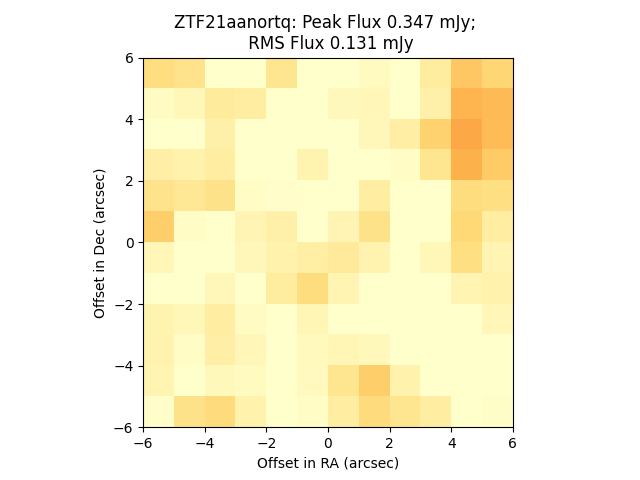 ZTF21aanortq: Peak Flux 0.347 mJy;
RMS Flux 0.131 mJy
6
4
2
0
−2
−4
−6
Offset in Dec (arcsec)
−6 −4 −2 0 2 4 6
Offset in RA (arcsec)